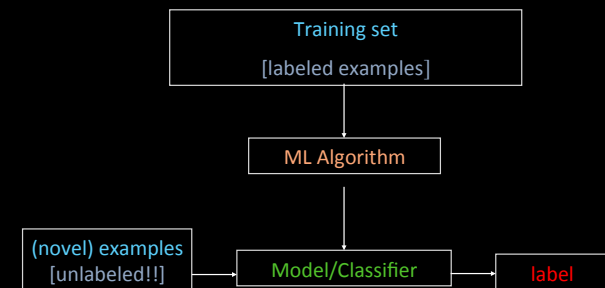 Training set
[labeled examples]
ML Algorithm
(novel) examples
[unlabeled!!]
Model/Classifier
label